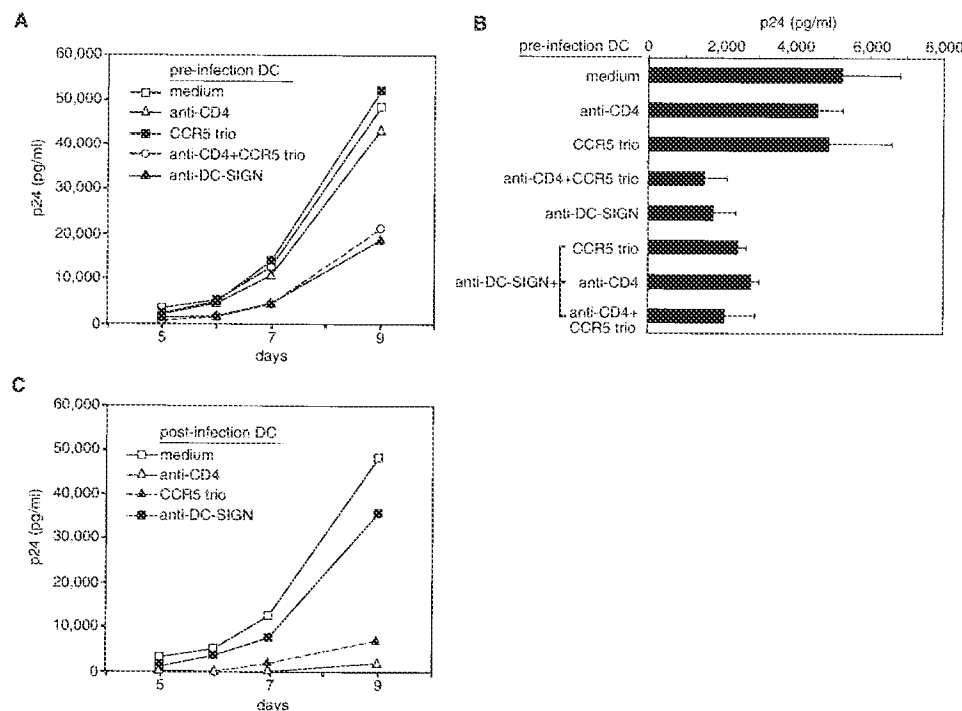 A
60,000
50,000
40,000
30,000
20,000
10,000
0
p24 (pg/ml)
pre-infection DC
medium
anti-CD4
CCR5 trio
anti-CD4+CCR5 trio
anti-DC-SIGN
5
7
9
days
B
p24 (pg/ml)
pre-infection DC
0
2,000
4,000
6,000
8,000
medium
anti-CD4
CCR5 trio
anti-CD4+CCR5 trio
anti-DC-SIGN
anti-DC-SIGN+
CCR5 trio
anti-CD4
anti-CD4+
CCR5 trio
C
60,000
50,000
40,000
30,000
20,000
10,000
0
p24 (pg/ml)
post-infection DC
medium
anti-CD4
CCR5 trio
anti-DC-SIGN
5
7
9
days